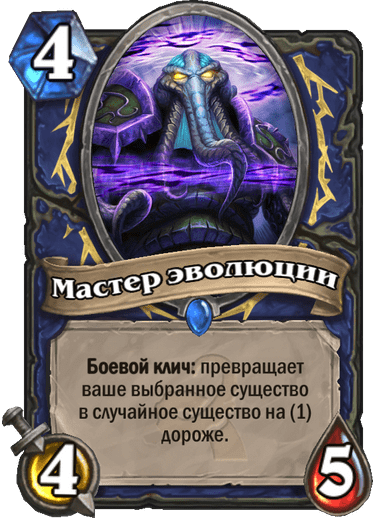 4
Мастер эволюции
Боевой клич: превращает
ваше выбранное существо
в случайное существо на (1)
дороже.
4
5